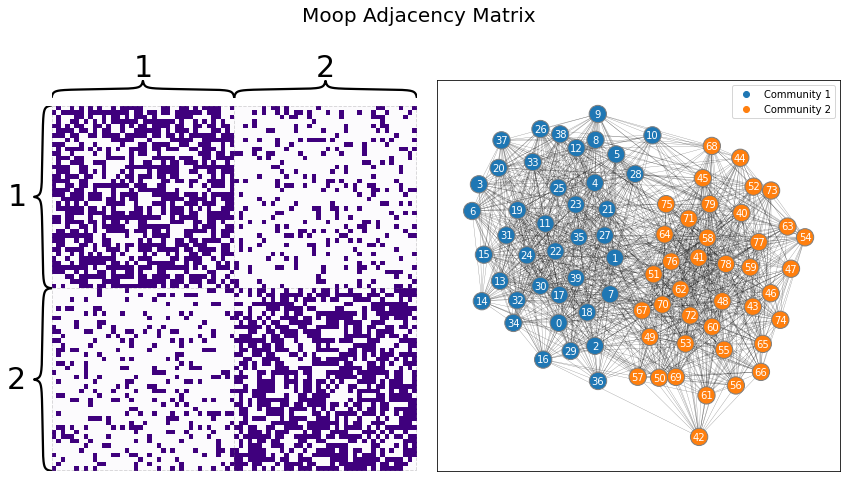 Moop Adjacency Matrix
1 2
1
2
Community 1
Community 2
9
26 38 10
37 12 8
5 68
33 44
20 28
3 25 4 45 52 73
6 19 23 21 75 79 40
11 71 63
31 35 27 64 58 77 54
15 24 22 1 76 41 78 59 47
13 39 51
14 32 30 17 7 62 70 48 43 46
34 0 18 67 72 60 74
16 29 2 49 53 55 65
36 57 50 69 56 66
61
42